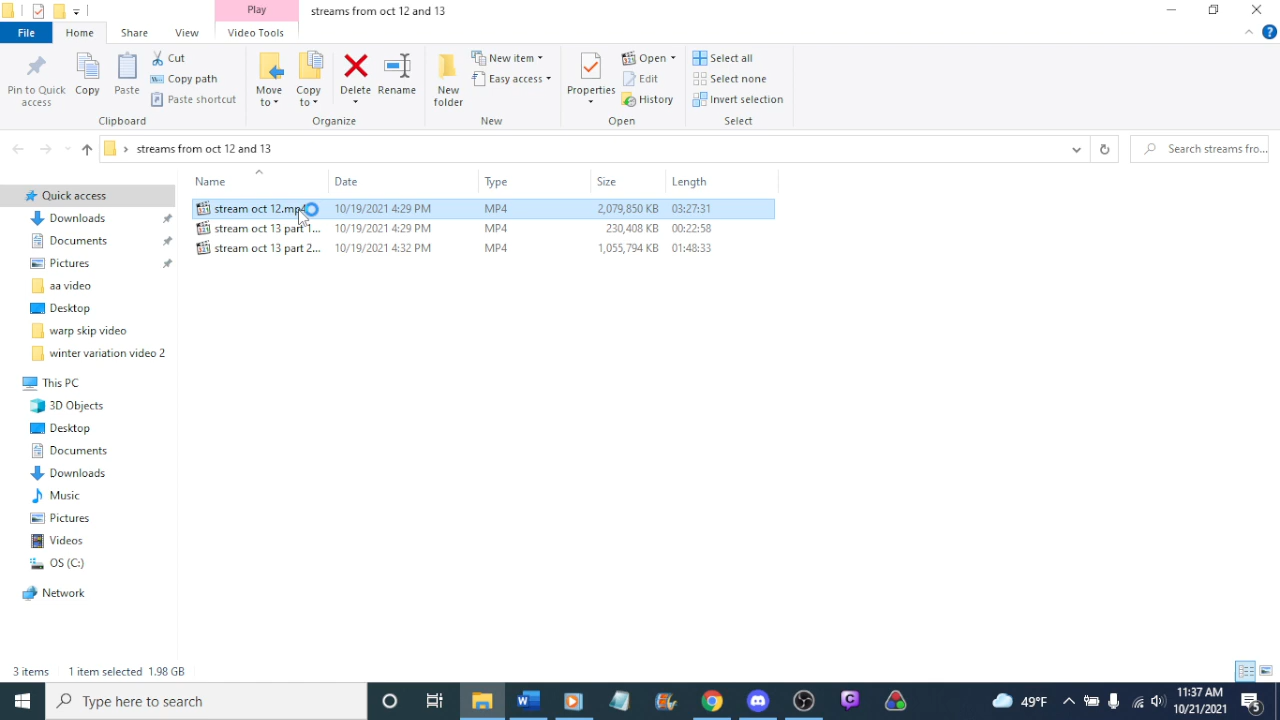 Play streams from oct 12 and 13
File Home Share View Video Tools
Pin to Quick access
Copy
Paste
Cut
Copy path
Paste shortcut
Clipboard
Move to
Copy to
Delete
Rename
Organize
New folder
New item
Easy access
New
Properties
Open
Edit
History
Open
Select all
Select none
Invert selection
Select
streams from oct 12 and 13
Search streams fro...
Name Date Type Size Length
stream oct 12.mp4 10/19/2021 4:29 PM MP4 2,079,850 KB 03:27:31
stream oct 13 part 1... 10/19/2021 4:29 PM MP4 230,408 KB 00:22:58
stream oct 13 part 2... 10/19/2021 4:32 PM MP4 1,055,794 KB 01:48:33
Quick access
Downloads
Documents
Pictures
aa video
Desktop
warp skip video
winter variation video 2
This PC
3D Objects
Desktop
Documents
Downloads
Music
Pictures
Videos
OS (C:)
Network
3 items 1 item selected 1.98 GB
Type here to search
49°F
11:37 AM
10/21/2021
5